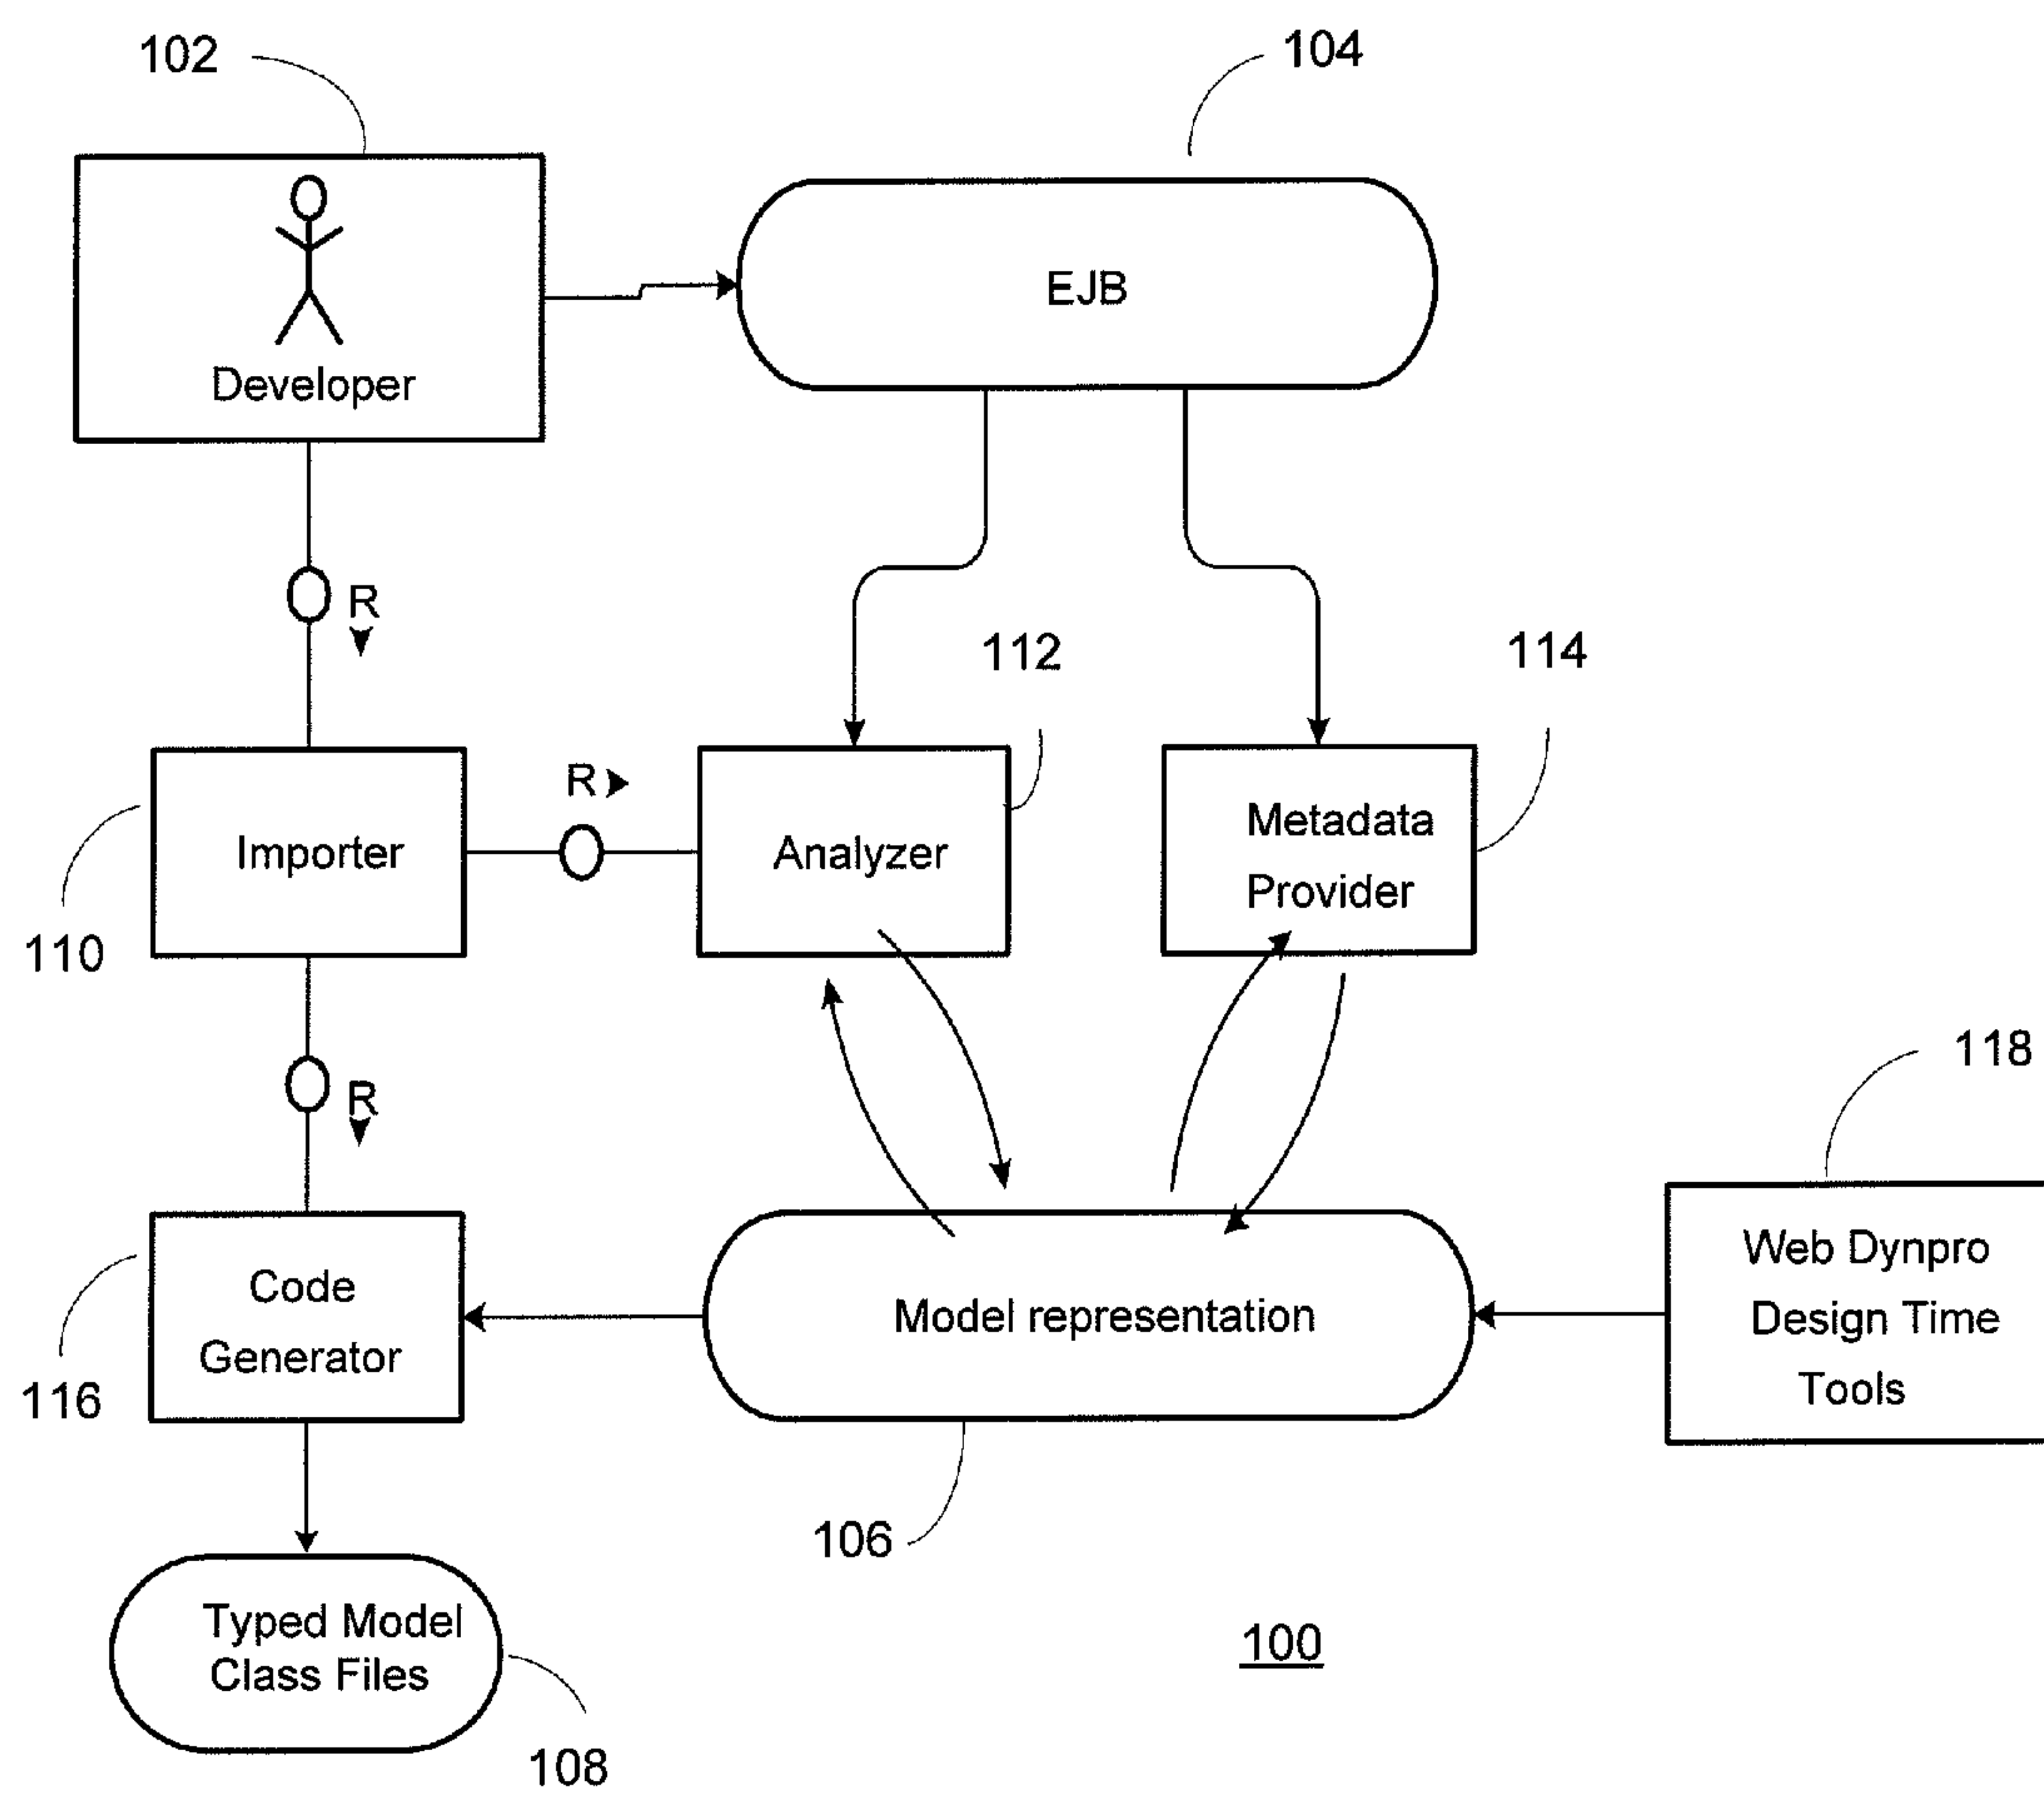 102
104
EJB
Developer
R
112
114
R
Importer
Analyzer
Metadata
Provider
110
118
R
Code
Generator
Model representation
Web Dynpro
Design Time
Tools
116
106
Typed Model
Class Files
100
108